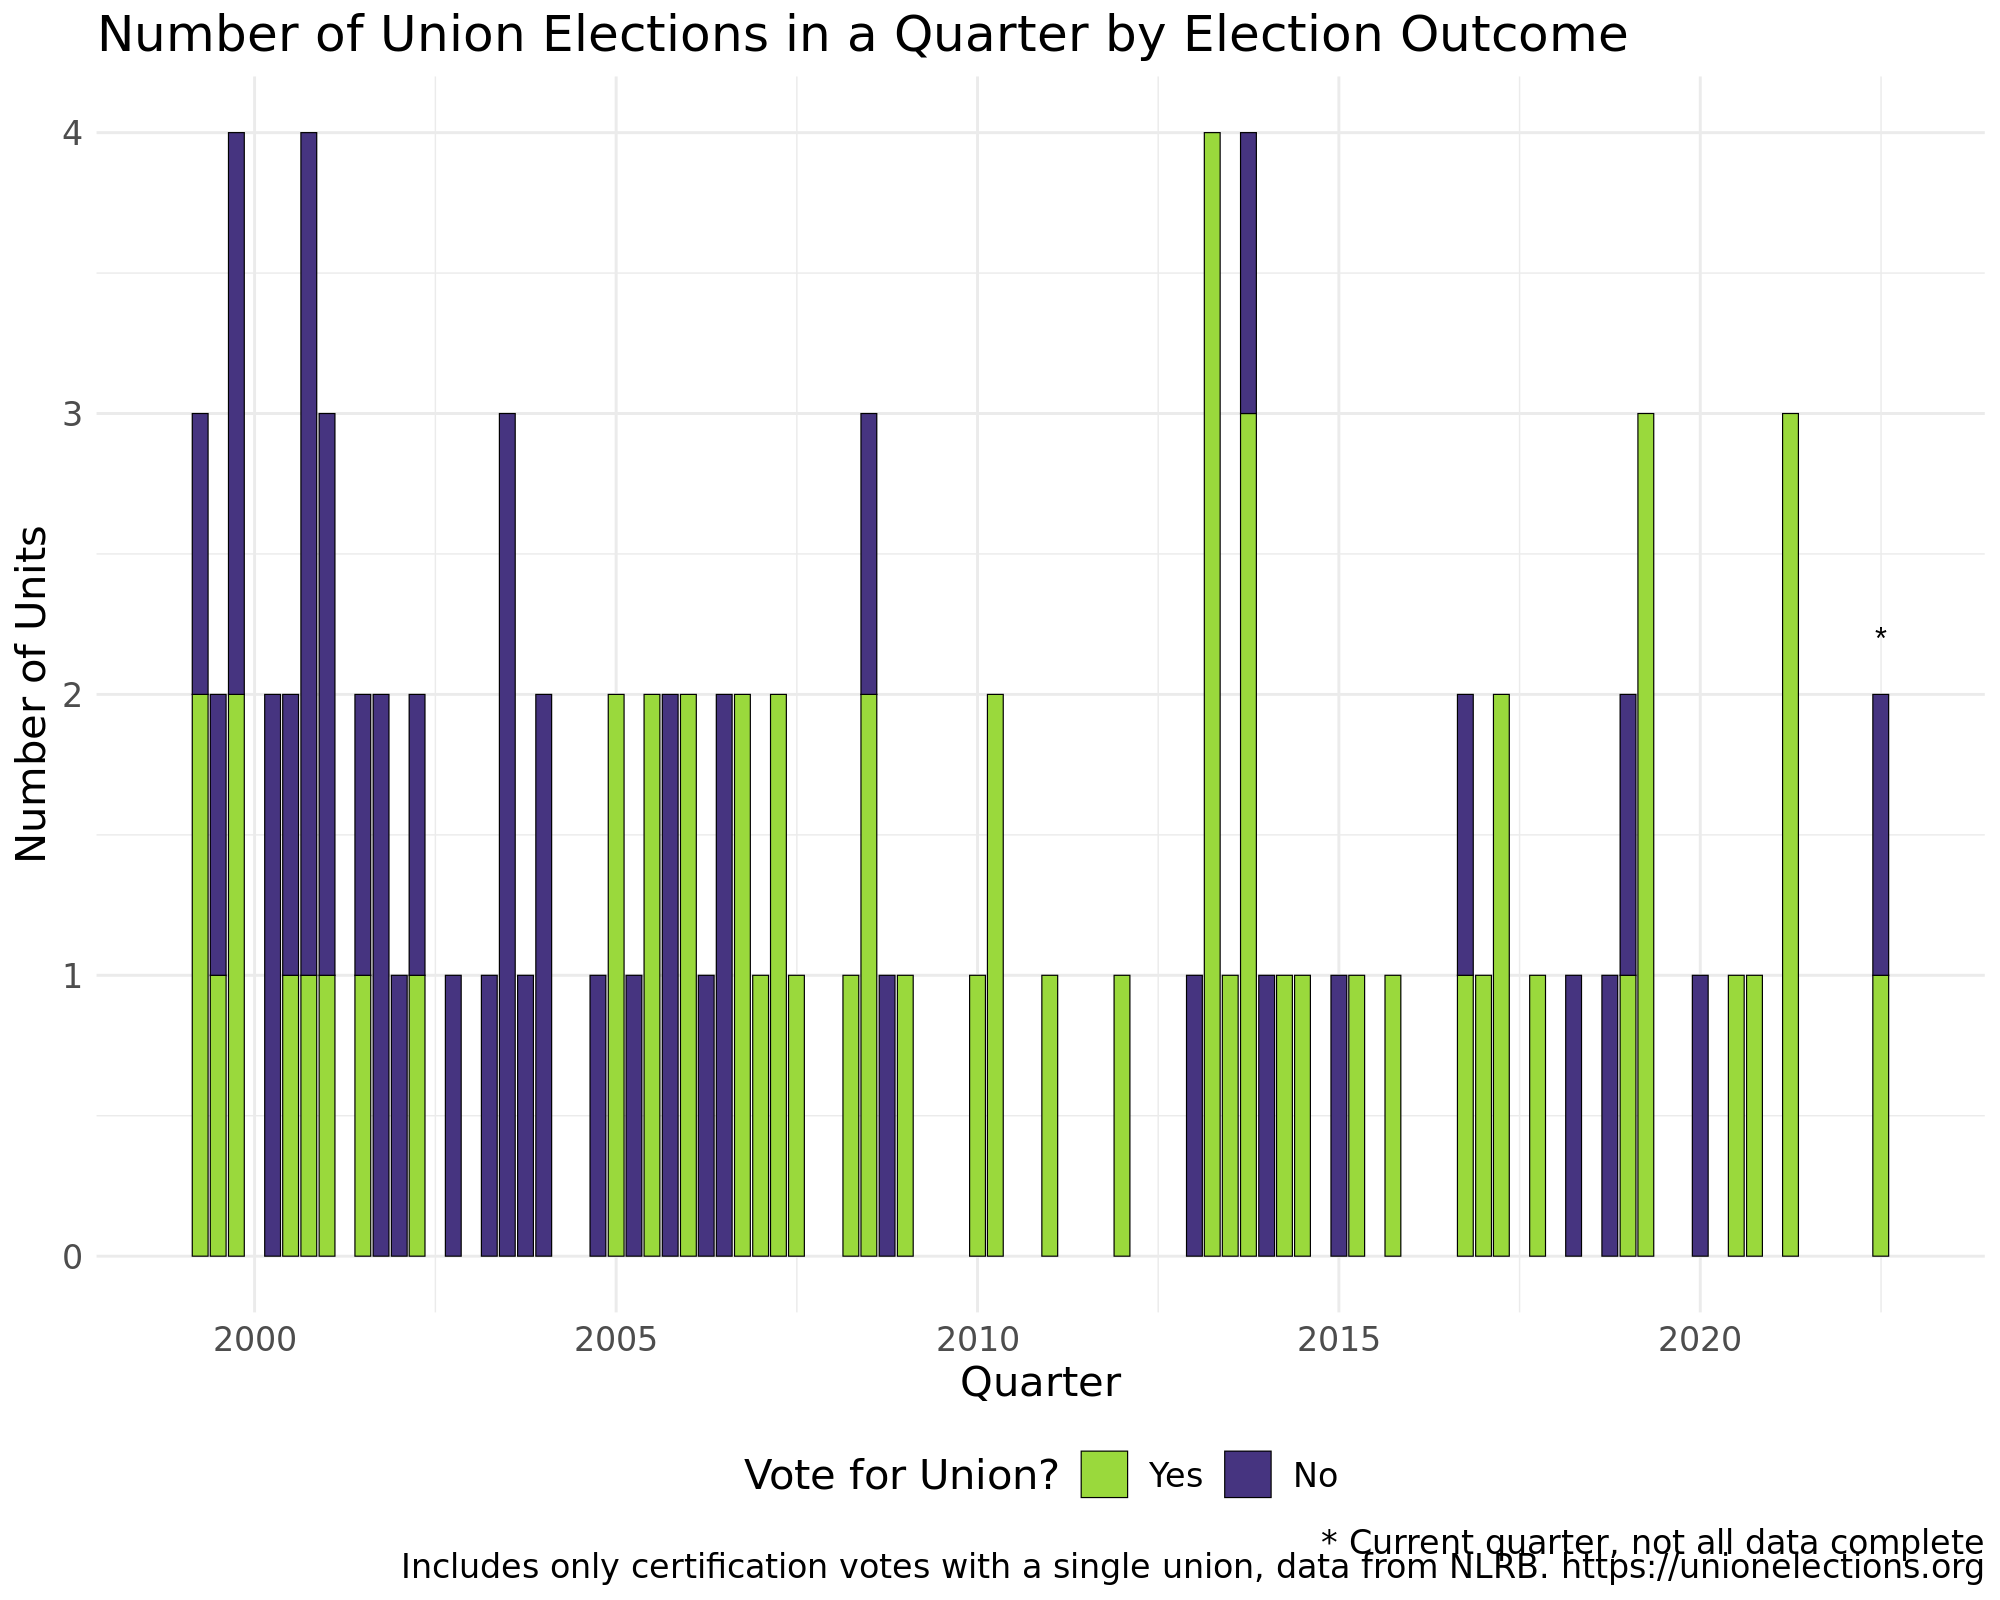 Number of Union Elections in a Quarter by Election Outcome
Number of Units
4
3
2
1
0
*
2000 2005 2010 2015 2020
Quarter
Vote for Union? Yes No
* Current quarter, not all data complete
Includes only certification votes with a single union, data from NLRB. https://unionelections.org